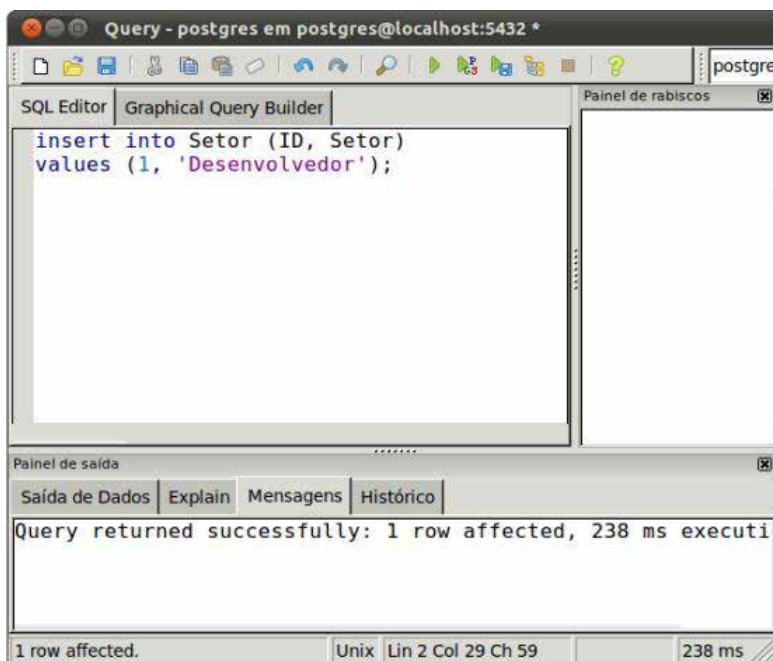 Query - postgres em postgres@localhost:5432 *
postgre
SQL Editor
Graphical Query Builder
Painel de rabiscos
insert into Setor (ID, Setor)
values (1, 'Desenvolvedor');
Painel de saída
Saída de Dados
Explain
Mensagens
Histórico
Query returned successfully: 1 row affected, 238 ms executi
1 row affected.
Unix
Lin 2 Col 29 Ch 59
238 ms